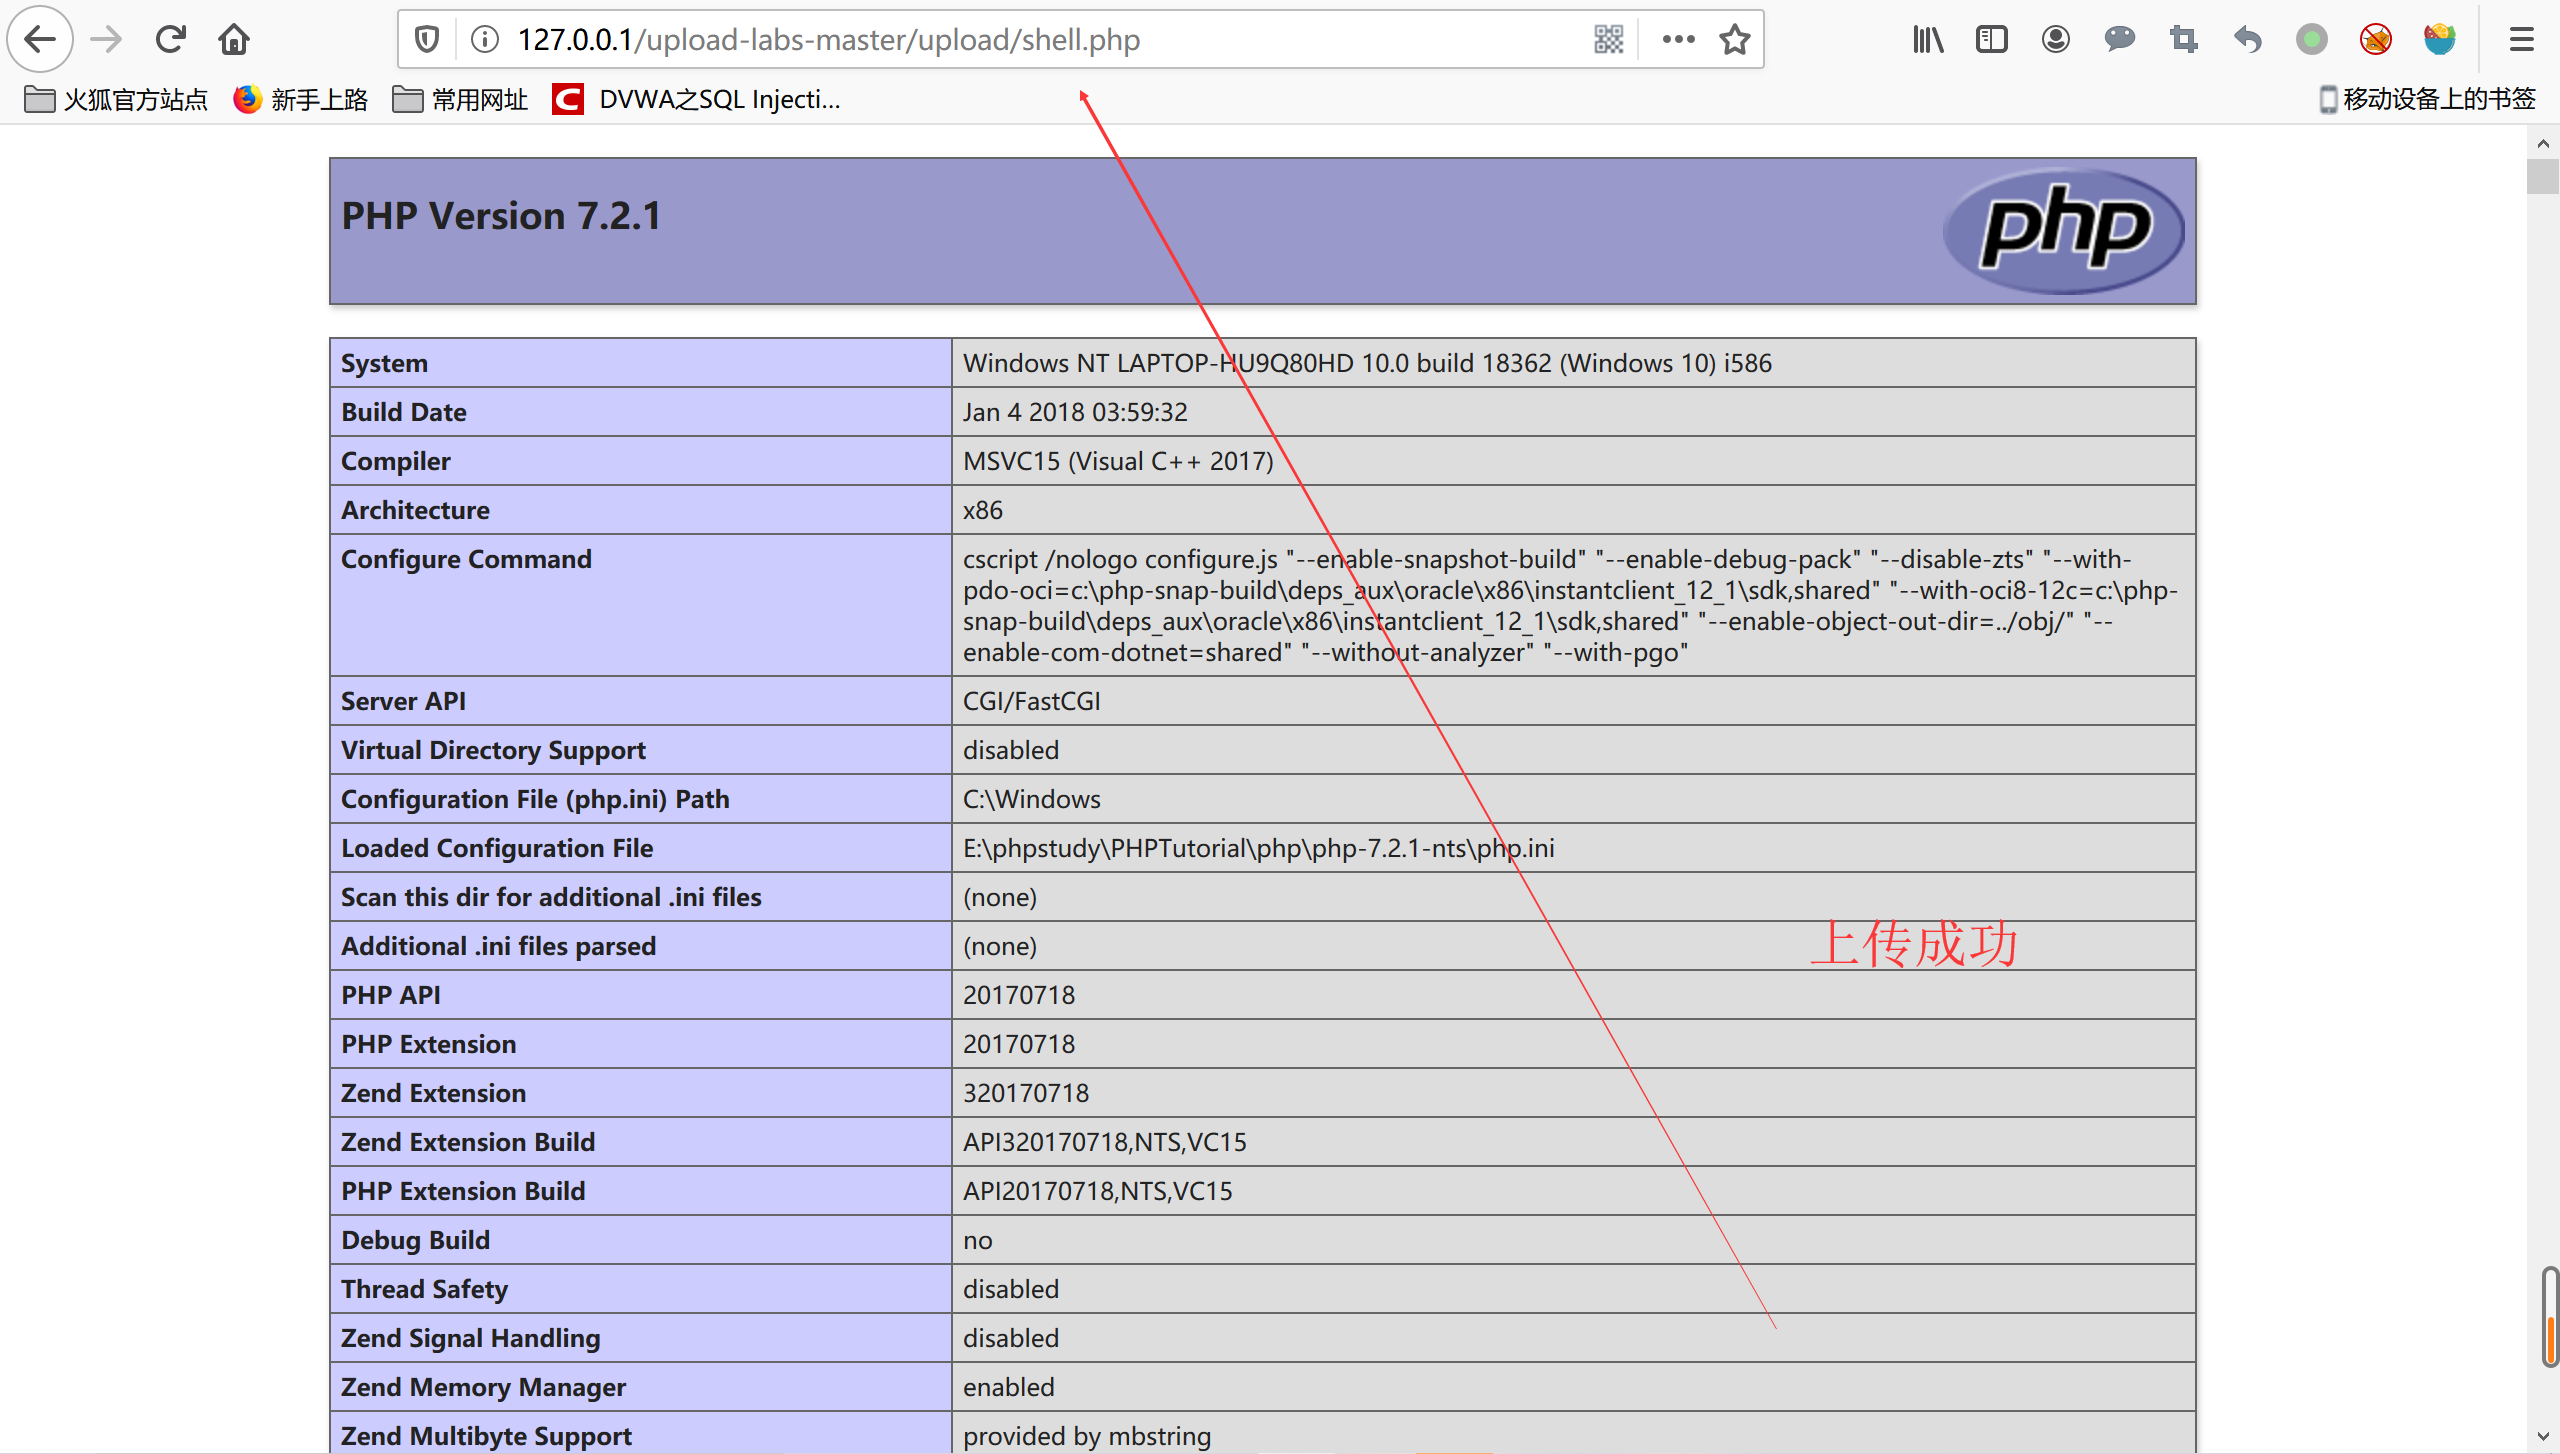 127.0.0.1/upload-labs-master/upload/shell.php
火狐官方站点 新手上路 常用网址 DVWA之SQL Injecti... 移动设备上的书签
PHP Version 7.2.1 php
System Windows NT LAPTOP-HU9Q80HD 10.0 build 18362 (Windows 10) i586
Build Date Jan 4 2018 03:59:32
Compiler MSVC15 (Visual C++ 2017)
Architecture x86
Configure Command cscript /nologo configure.js "--enable-snapshot-build" "--enable-debug-pack" "--disable-zts" "--with-
pdo-oci=c:\php-snap-build\deps_aux\oracle\x86\instantclient_12_1\sdk,shared" "--with-oci8-12c=c:\php-
snap-build\deps_aux\oracle\x86\instantclient_12_1\sdk,shared" "--enable-object-out-dir=../obj/" "--
enable-com-dotnet=shared" "--without-analyzer" "--with-pgo"
Server API CGI/FastCGI
Virtual Directory Support disabled
Configuration File (php.ini) Path C:\Windows
Loaded Configuration File E:\phpstudy\PHPTutorial\php\php-7.2.1-nts\php.ini
Scan this dir for additional .ini files (none)
Additional .ini files parsed (none)
上传成功
PHP API 20170718
PHP Extension 20170718
Zend Extension 320170718
Zend Extension Build API320170718,NTS,VC15
PHP Extension Build API20170718,NTS,VC15
Debug Build no
Thread Safety disabled
Zend Signal Handling disabled
Zend Memory Manager enabled
Zend Multibyte Support provided by mbstring